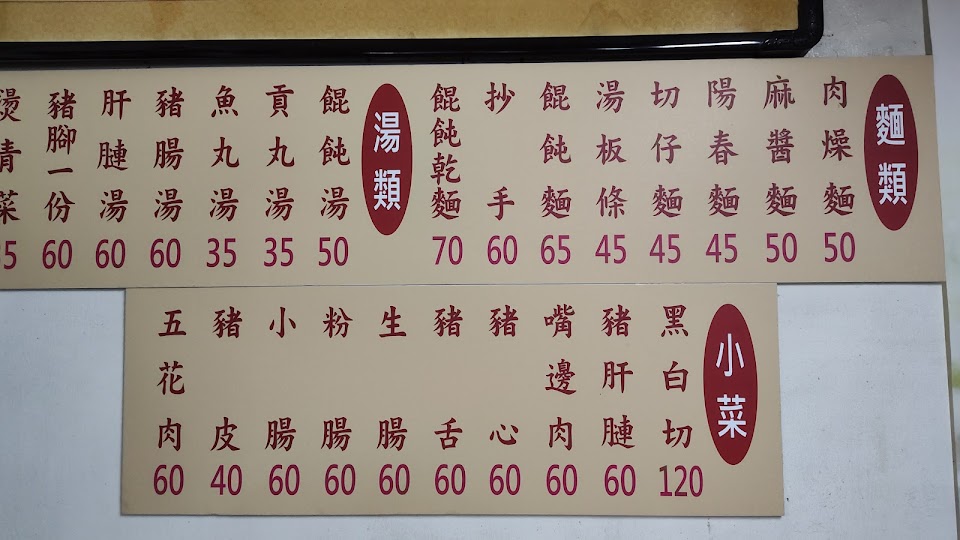 麵類
肉燥麵 50
麻醬麵 50
陽春麵 45
切仔麵 45
湯板條 45
餛飩麵 65
抄手 60
餛飩乾麵 70
湯類
餛飩湯 50
貢丸湯 35
魚丸湯 35
豬腸湯 60
肝腱湯 60
豬腳一份 60
燙青菜 35
小菜
黑白切 120
豬肝腱 60
嘴邊肉 60
豬心 60
豬舌 60
生腸 60
粉腸 60
小腸 60
豬皮 40
五花肉 60